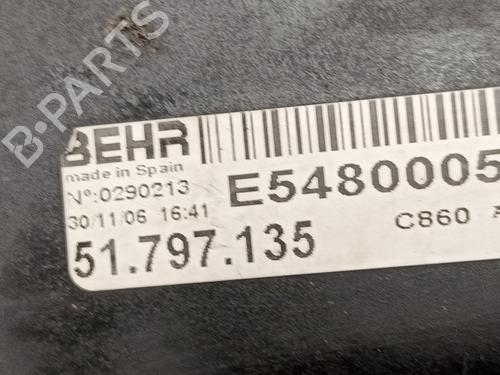 B-PARTS
BEHR
made in Spain
Nº:0290213
30/11/06 16:41
E5480005
51.797.135
C860